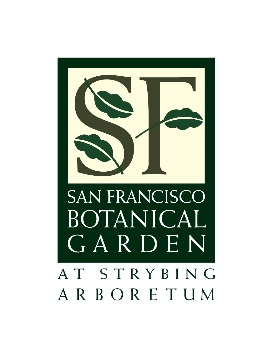 SF
SAN FRANCISCO
BOTANICAL
GARDEN
AT STRYBING
ARBORETUM